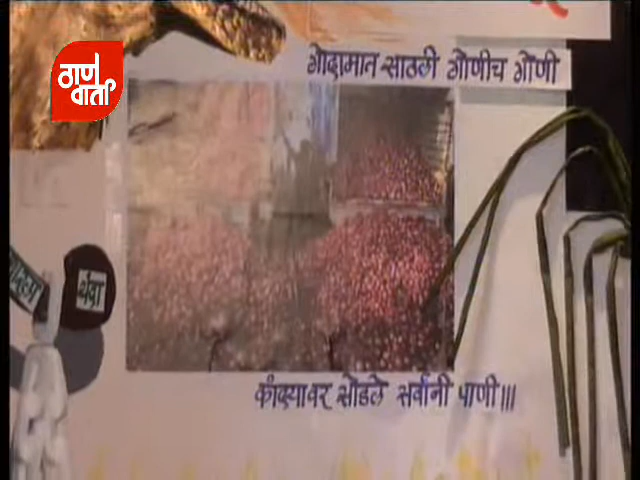 ठाणे
वार्ता
गोदामात साठली गोणीच गोणी
थंवा
कांद्यावर सोडले सर्वांनी पाणी॥।